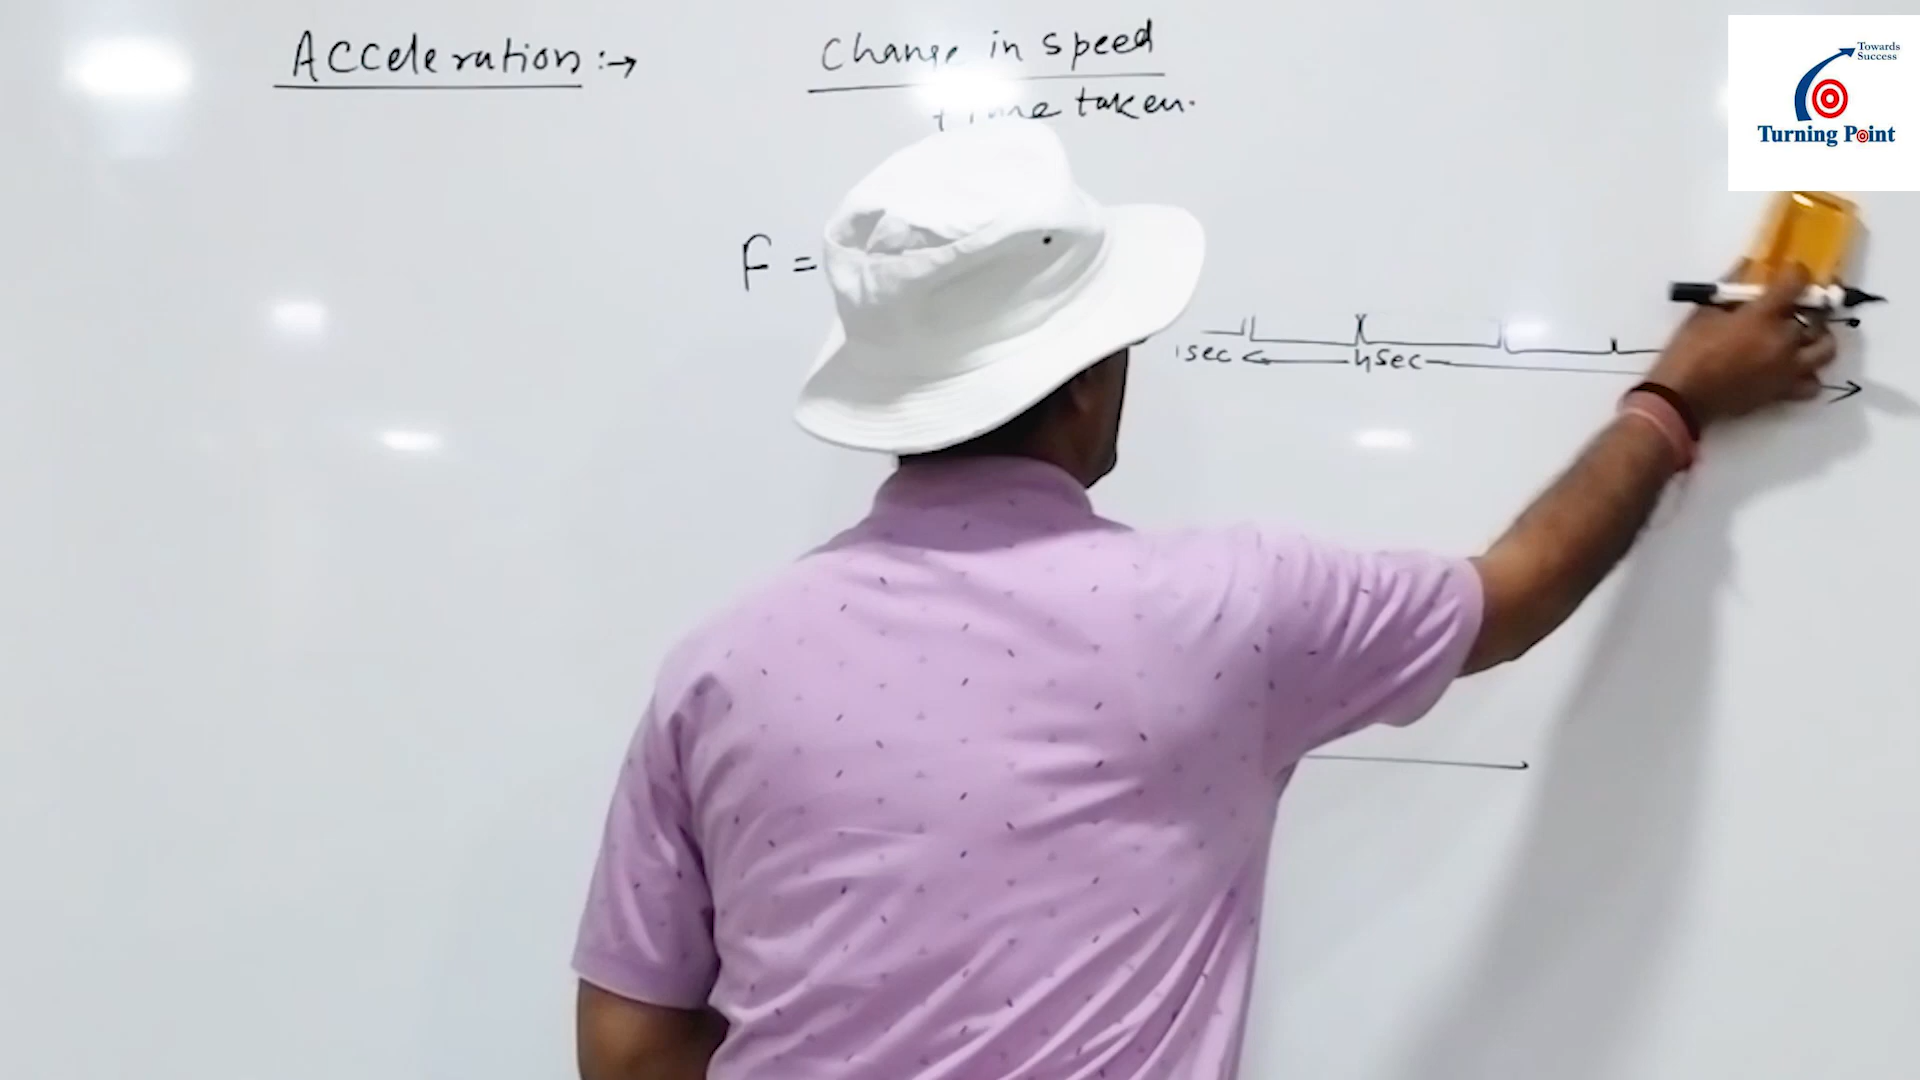 Acceleration :→
Change in speed
time taken.
F =
1sec
4sec
Towards
Success
Turning Point